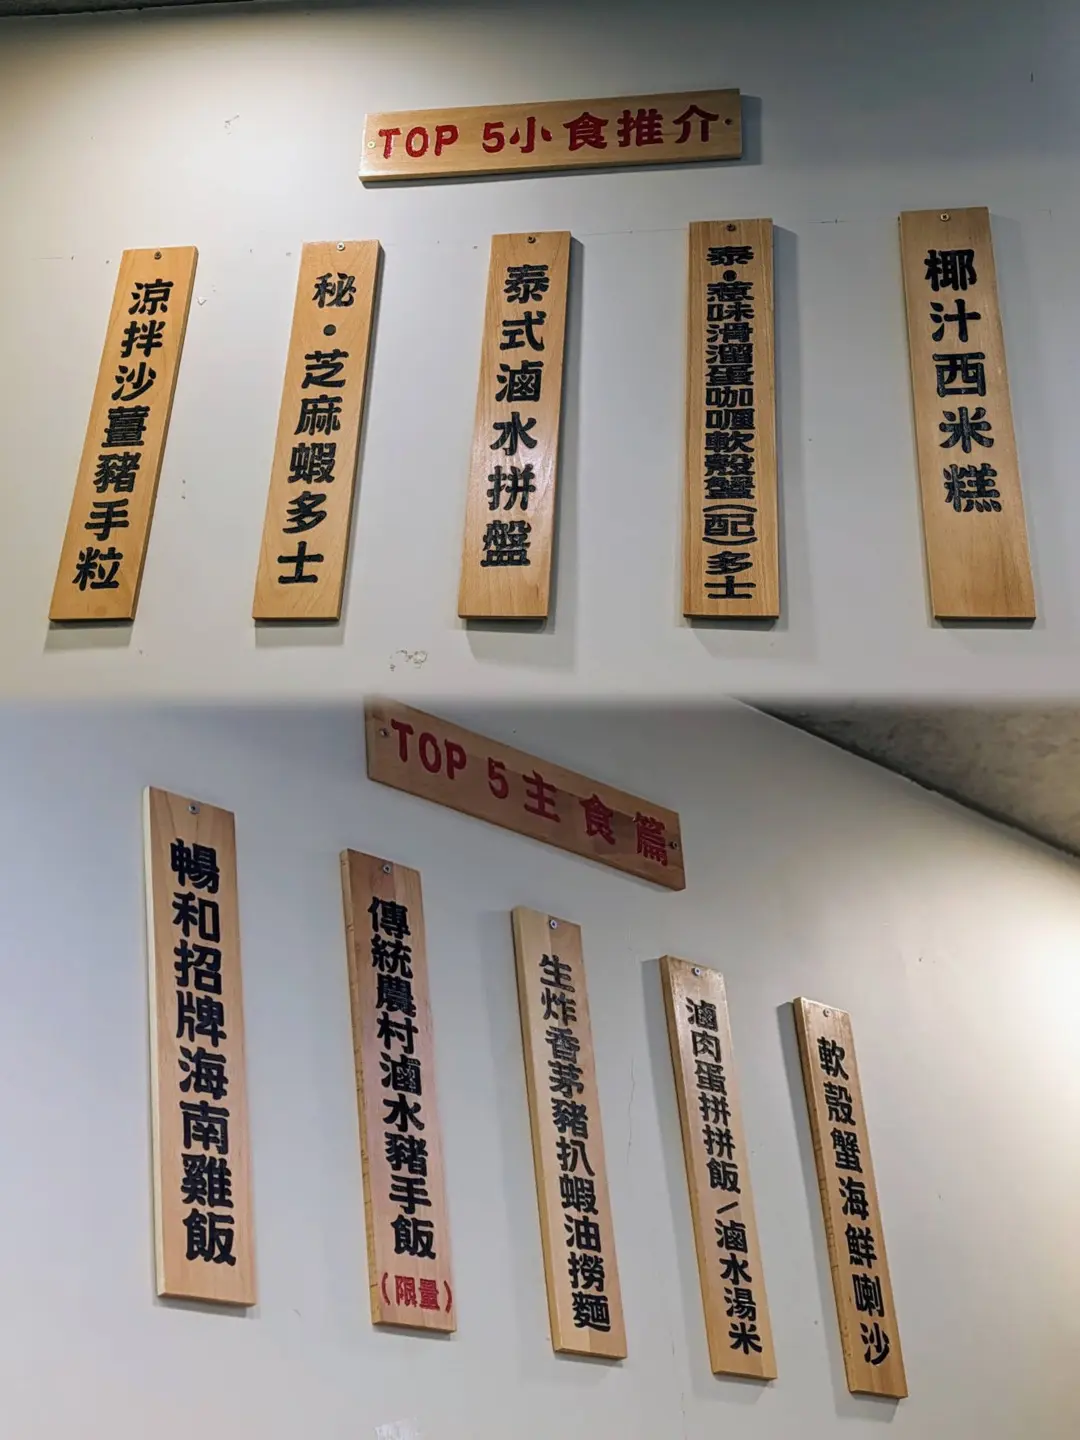 TOP 5小食推介
涼拌沙薑豬手粒
秘·芝麻蝦多士
泰式滷水拼盤
泰·惹味滑溜蛋咖喱軟殼蟹(配)多士
椰汁西米糕
TOP 5主食篇
暢和招牌海南雞飯
傳統農村滷水豬手飯
(限量)
生炸香茅豬扒蝦油撈麵
滷肉蛋拼拼飯/滷水湯米
軟殼蟹海鮮喇沙